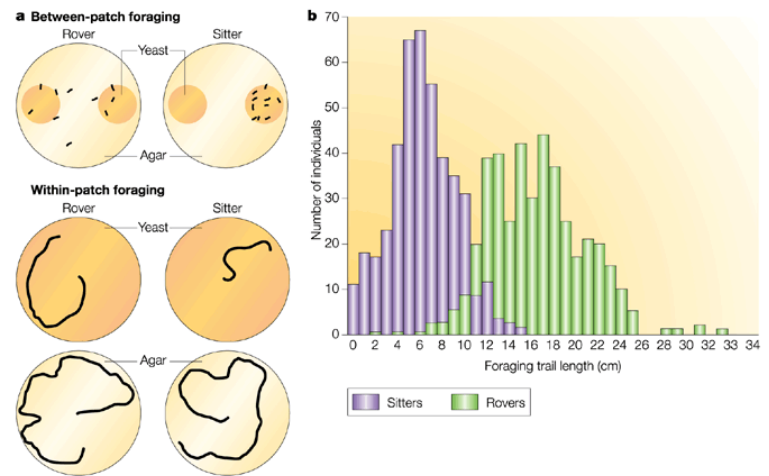 a Between-patch foraging
Rover Sitter
Yeast
Agar
Within-patch foraging
Rover Sitter
Yeast
Agar
b
70
60
50
40
30
20
10
0
Number of individuals
0 2 4 6 8 10 12 14 16 18 20 22 24 26 28 30 32 33 34
Foraging trail length (cm)
Sitters Rovers